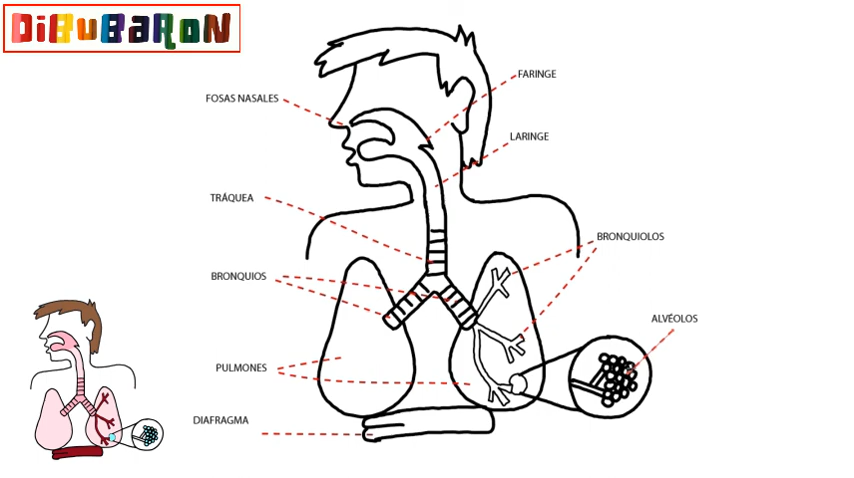 DiBuBARoN
FARINGE
FOSAS NASALES
LARINGE
TRÁQUEA
BRONQUIOLOS
BRONQUIOS
ALVÉOLOS
PULMONES
DIAFRAGMA